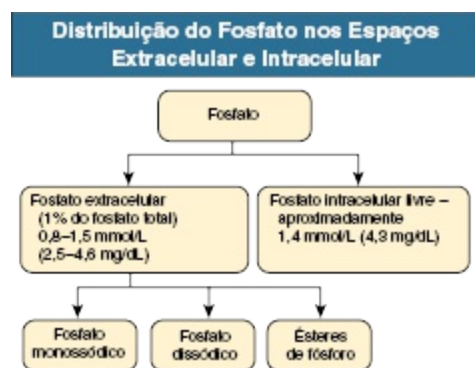 Distribuição do Fosfato nos Espaços
Extracelular e Intracelular
Fosfato
Fosfato extracelular
(1% do fosfato total)
0,8–1,5 mmol/L
(2,5–4,6 mg/dL)
Fosfato intracelular livre –
aproximadamente
1,4 mmol/L (4,3 mg/dL)
Fosfato
monossódico
Fosfato
dissódico
Ésteres
de fósforo